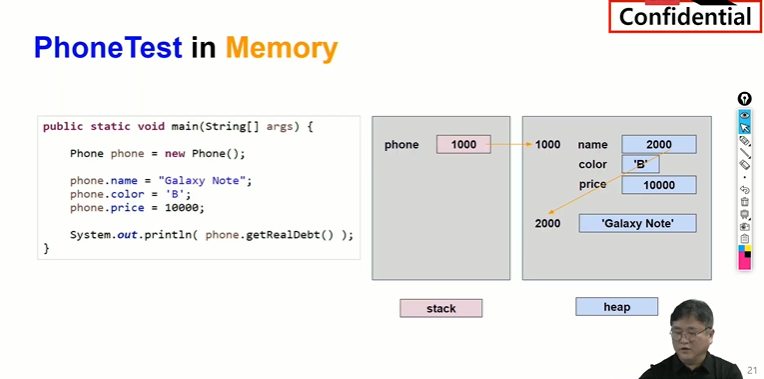 Confidential
PhoneTest in Memory
public static void main(String[] args) {
Phone phone = new Phone();
phone.name = "Galaxy Note";
phone.color = 'B';
phone.price = 10000;
System.out.println( phone.getRealDebt() );
}
phone 1000
1000 name 2000
color 'B'
price 10000
2000 'Galaxy Note'
stack
heap
21